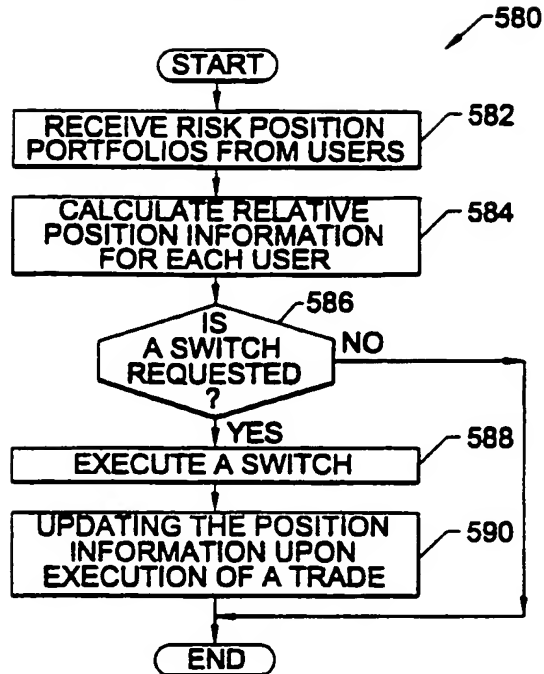 580
START
RECEIVE RISK POSITION
PORTFOLIOS FROM USERS
582
CALCULATE RELATIVE
POSITION INFORMATION
FOR EACH USER
584
586
IS
A SWITCH
REQUESTED
?
NO
YES
EXECUTE A SWITCH
588
UPDATING THE POSITION
INFORMATION UPON
EXECUTION OF A TRADE
590
END